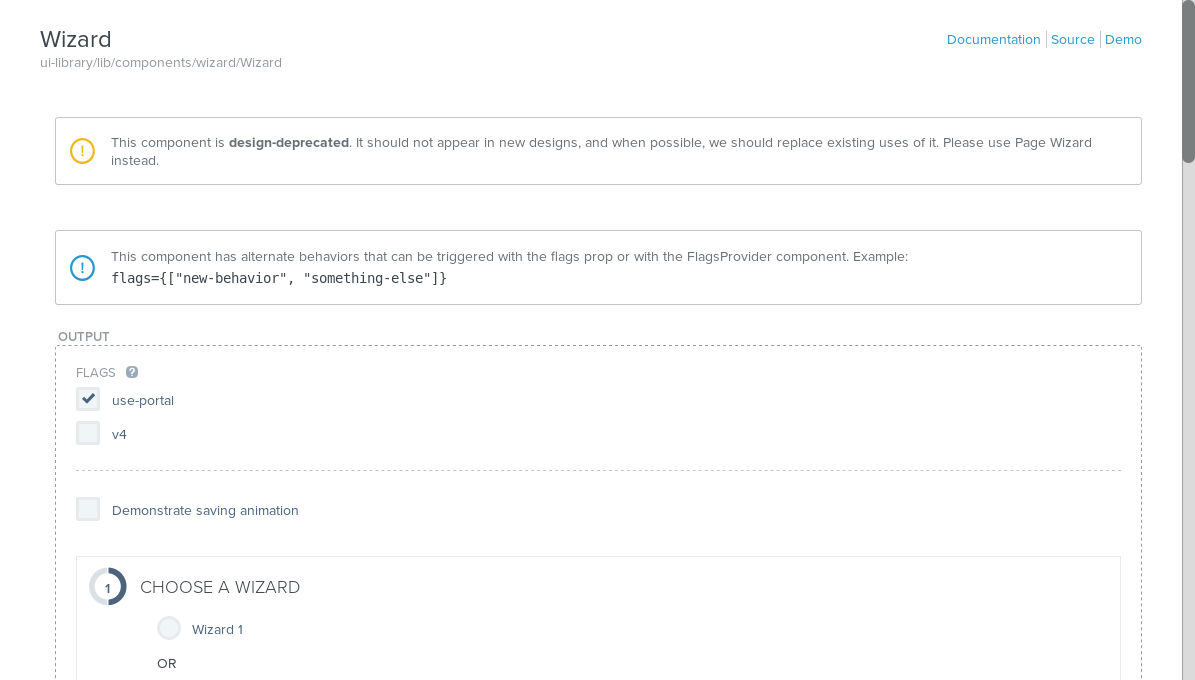 Wizard
Documentation Source Demo
ui-library/lib/components/wizard/Wizard
This component is design-deprecated. It should not appear in new designs, and when possible, we should replace existing uses of it. Please use Page Wizard
instead.
This component has alternate behaviors that can be triggered with the flags prop or with the FlagsProvider component. Example:
flags={["new-behavior", "something-else"]}
OUTPUT
FLAGS ?
use-portal
v4
Demonstrate saving animation
1 CHOOSE A WIZARD
Wizard 1
OR